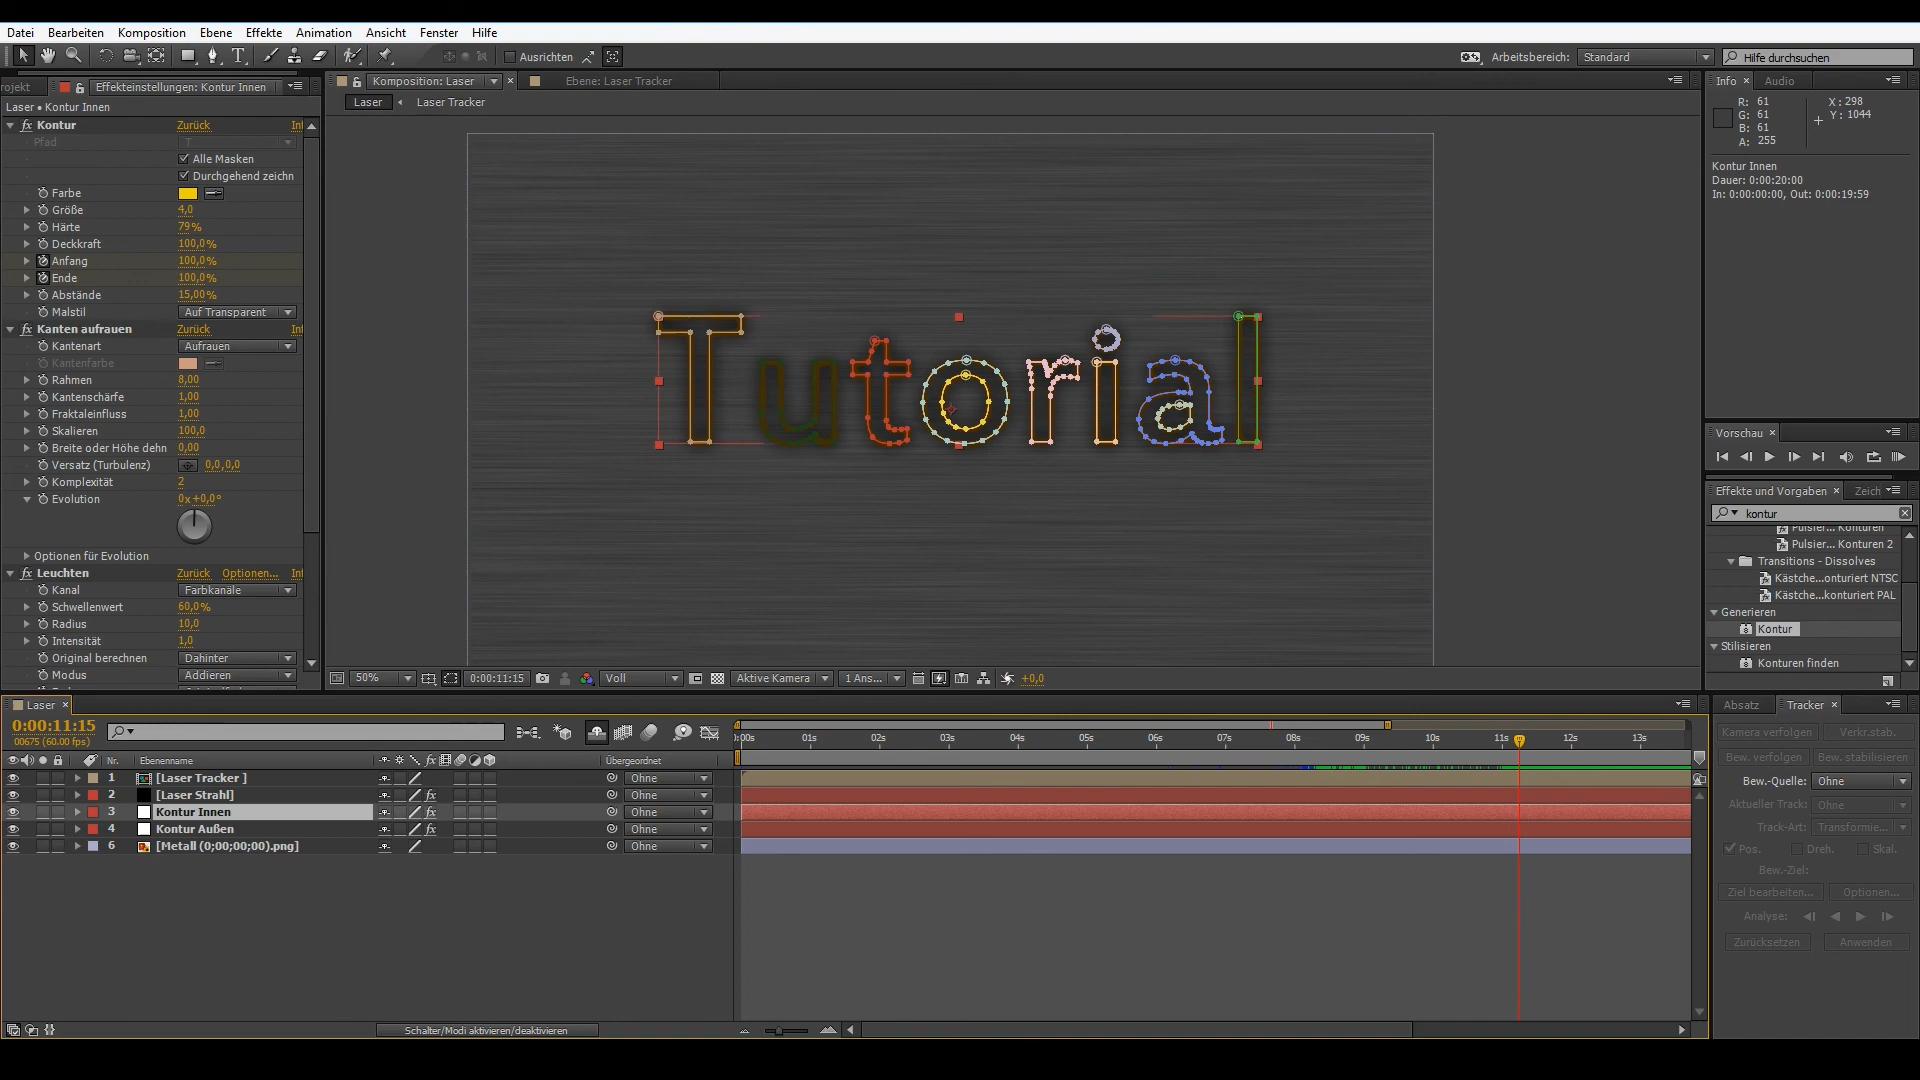 Datei Bearbeiten Komposition Ebene Effekte Animation Ansicht Fenster Hilfe
Ausrichten Arbeitsbereich: Standard Hilfe durchsuchen
rojekt Effekteinstellungen: Kontur Innen
Laser • Kontur Innen
Kontur Zurück
Pfad T
Alle Masken
Durchgehend zeichn
Farbe
Größe 4,0
Härte 79%
Deckkraft 100,0%
Anfang 100,0%
Ende 100,0%
Abstände 15,00%
Malstil Auf Transparent
Kanten aufrauen Zurück
Kantenart Aufrauen
Kantenfarbe
Rahmen 8,00
Kantenschärfe 1,00
Fraktaleinfluss 1,00
Skalieren 100,0
Breite oder Höhe dehn 0,00
Versatz (Turbulenz) 0,0,0,0
Komplexität 2
Evolution 0x+0,0°
Optionen für Evolution
Leuchten Zurück Optionen...
Kanal Farbkanäle
Schwellenwert 60,0%
Radius 10,0
Intensität 1,0
Original berechnen Dahinter
Modus Addieren
Komposition: Laser Ebene: Laser Tracker
Laser Laser Tracker
Tutorial
50% 0:00:11:15 Voll Aktive Kamera 1 Ans... +0,0
Info Audio
R: 61 X: 298
G: 61 Y: 1044
B: 61
A: 255
Kontur Innen
Dauer: 0:00:20:00
In: 0:00:00:00, Out: 0:00:19:59
Vorschau
Effekte und Vorgaben Zeich
kontur
Pulsier... Konturen
Pulsier... Konturen 2
Transitions - Dissolves
Kästche...onturiert NTSC
Kästche...konturiert PAL
Generieren
Kontur
Stilisieren
Konturen finden
Laser
0:00:11:15
00675 (60.00 fps)
:00s 01s 02s 03s 04s 05s 06s 07s 08s 09s 10s 11s 12s 13s
Nr. Ebenenname Übergeordnet
1 [Laser Tracker ] Ohne
2 [Laser Strahl] Ohne
3 Kontur Innen Ohne
4 Kontur Außen Ohne
6 [Metall (0;00;00;00).png] Ohne
Schalter/Modi aktivieren/deaktivieren
Absatz Tracker
Kamera verfolgen Verkr.stab.
Bew. verfolgen Bew. stabilisieren
Bew.-Quelle: Ohne
Aktueller Track: Ohne
Track-Art: Transformie...
Pos. Dreh. Skal.
Bew.-Ziel:
Ziel bearbeiten... Optionen...
Analyse:
Zurücksetzen Anwenden